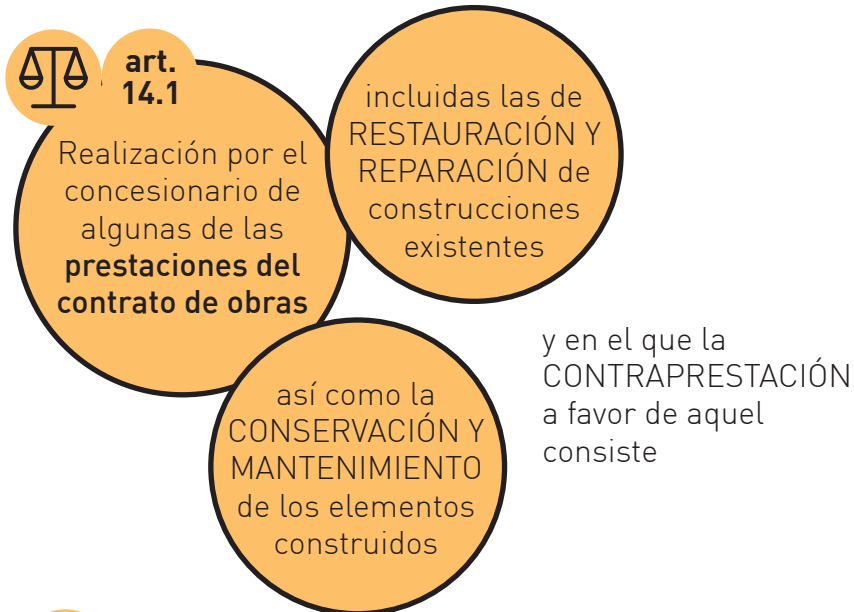 art.
14.1
Realización por el
concesionario de
algunas de las
prestaciones del
contrato de obras
incluidas las de
RESTAURACIÓN Y
REPARACIÓN de
construcciones
existentes
así como la
CONSERVACIÓN Y
MANTENIMIENTO
de los elementos
construidos
y en el que la
CONTRAPRESTACIÓN
a favor de aquel
consiste